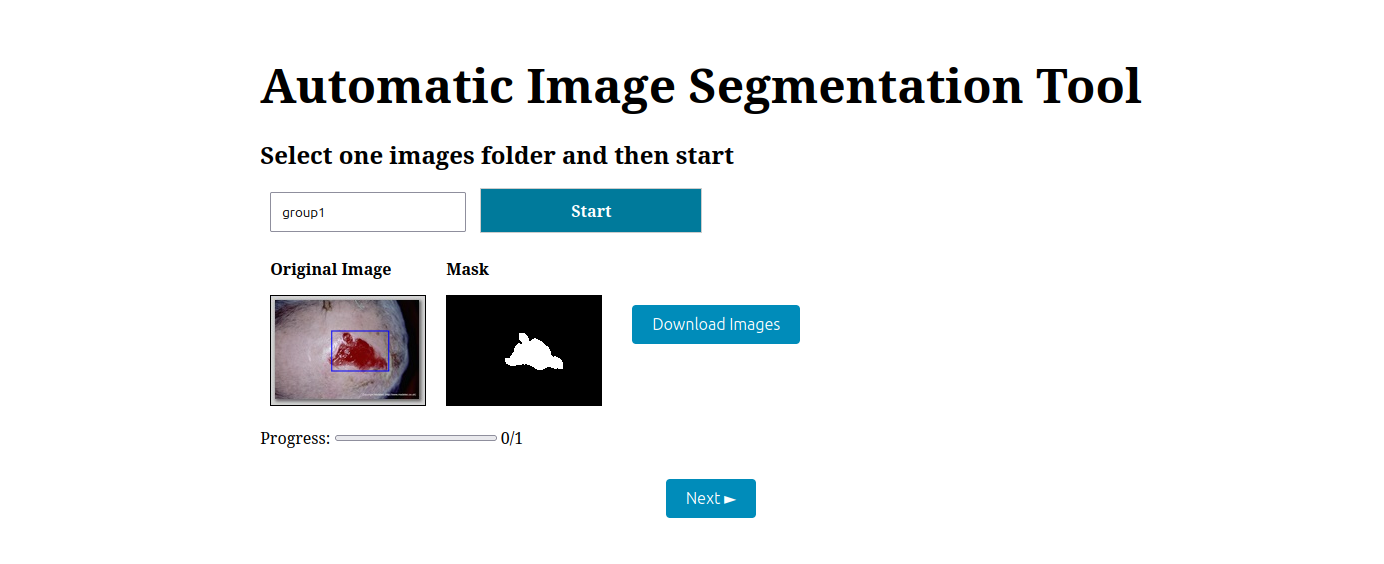 Automatic Image Segmentation Tool
Select one images folder and then start
group1
Start
Original Image
Mask
Download Images
Progress: 0/1
Next ►